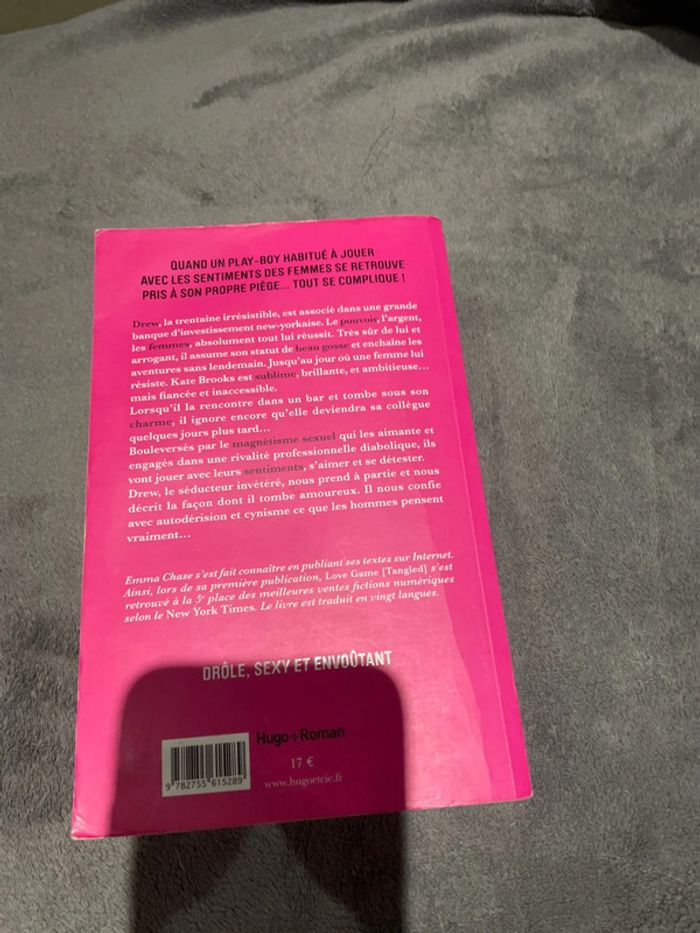 QUAND UN PLAY-BOY HABITUÉ À JOUER
AVEC LES SENTIMENTS DES FEMMES SE RETROUVE
PRIS À SON PROPRE PIÈGE... TOUT SE COMPLIQUE !
Drew, la trentaine irrésistible, est associé dans une grande
banque d'investissement new-yorkaise. Le pouvoir, l'argent,
les femmes, absolument tout lui réussit. Très sûr de lui et
arrogant, il assume son statut de beau gosse et enchaîne les
aventures sans lendemain. Jusqu'au jour où une femme lui
résiste. Kate Brooks est sublime, brillante, et ambitieuse...
mais fiancée et inaccessible.
Lorsqu'il la rencontre dans un bar et tombe sous son
charme, il ignore encore qu'elle deviendra sa collègue
quelques jours plus tard...
Bouleversés par le magnétisme sexuel qui les aimante et
engagés dans une rivalité professionnelle diabolique, ils
vont jouer avec leurs sentiments, s'aimer et se détester.
Drew, le séducteur invétéré, nous prend à partie et nous
décrit la façon dont il tombe amoureux. Il nous confie
avec autodérision et cynisme ce que les hommes pensent
vraiment...
Emma Chase s'est fait connaître en publiant ses textes sur Internet.
Ainsi, lors de sa première publication, Love Game [Tangled] s'est
retrouvé à la 5e place des meilleures ventes fictions numériques
selon le New York Times. Le livre est traduit en vingt langues.
DRÔLE, SEXY ET ENVOÛTANT
Hugo Roman
17 €
www.hugoetcie.fr
9 782755 615289